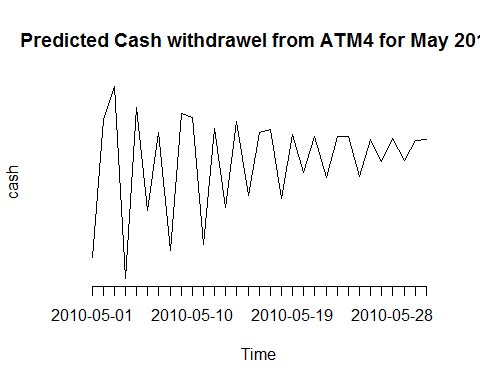 Predicted Cash withdrawel from ATM4 for May 201
cash
2010-05-01 2010-05-10 2010-05-19 2010-05-28
Time